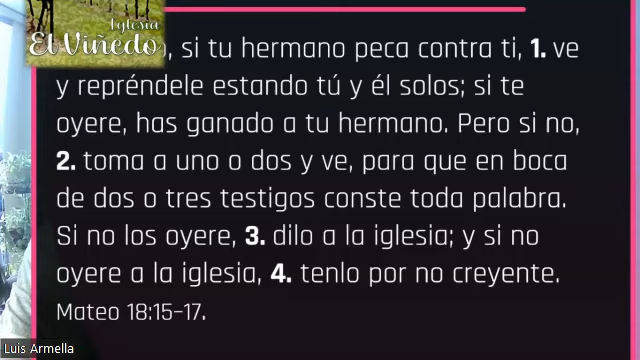 Iglesia
El Viñedo
), si tu hermano peca contra ti, 1. ve
y repréndele estando tú y él solos; si te
oyere, has ganado a tu hermano. Pero si no,
2. toma a uno o dos y ve, para que en boca
de dos o tres testigos conste toda palabra.
Si no los oyere, 3. dilo a la iglesia; y si no
oyere a la iglesia, 4. tenlo por no creyente.
Mateo 18:15-17.
Luis Armella